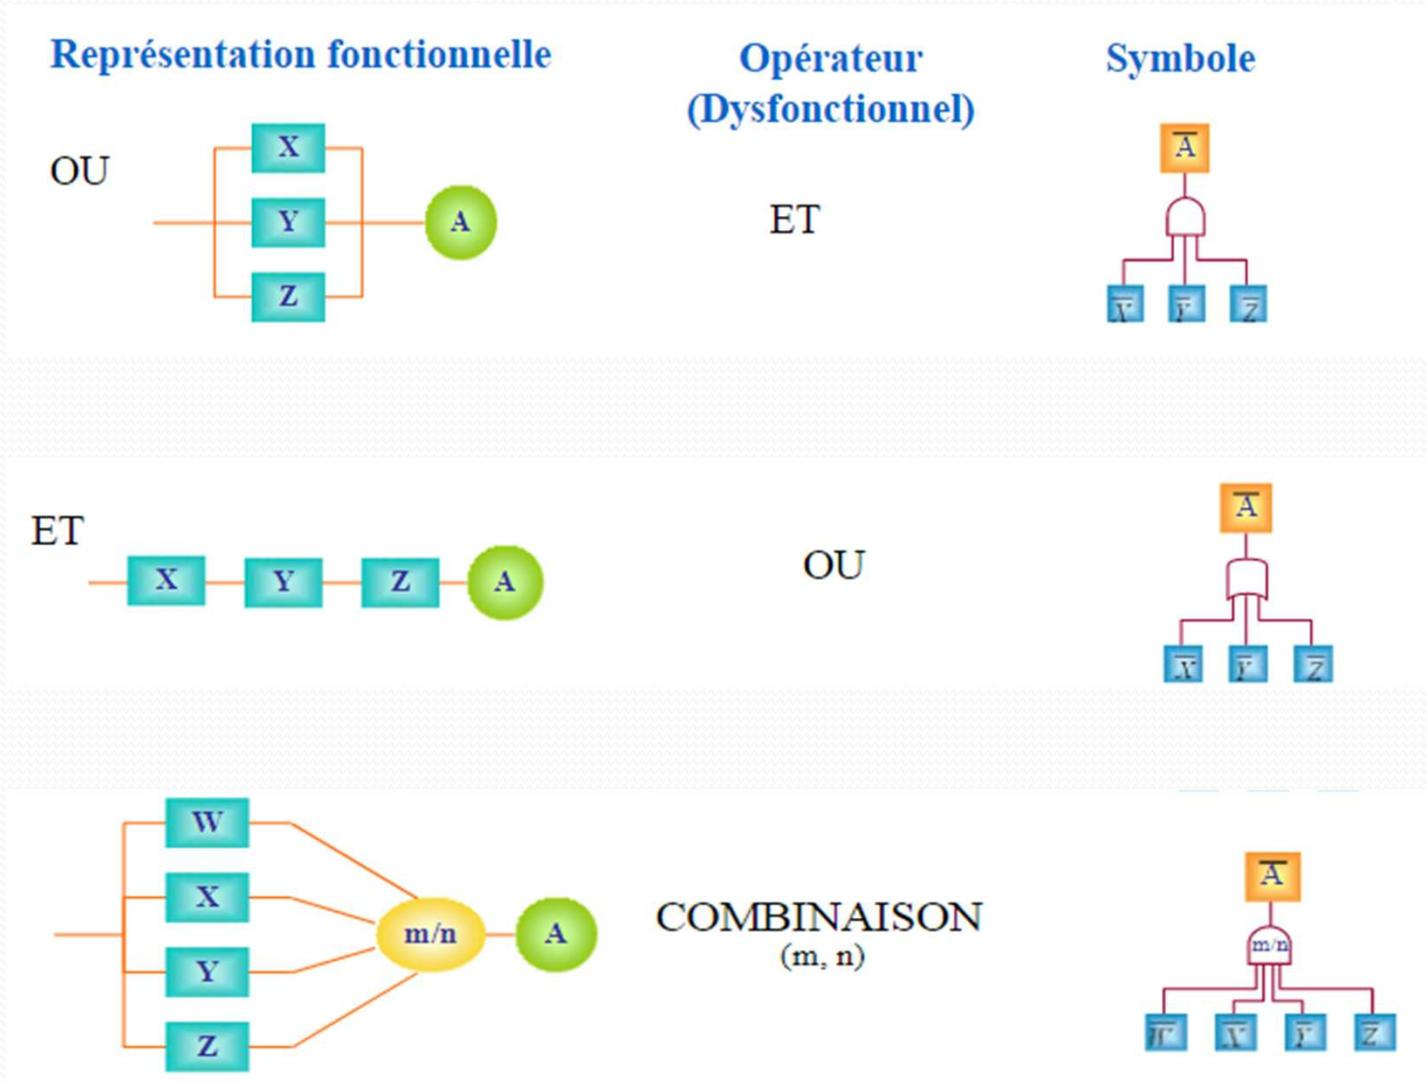 Représentation fonctionnelle
Opérateur
(Dysfonctionnel)
Symbole
OU
X
Y
Z
A
ET
A̅
X̅
Y̅
Z̅
ET
X
Y
Z
A
OU
A̅
X̅
Y̅
Z̅
W
X
Y
Z
m/n
A
COMBINAISON
(m, n)
A̅
m/n
W̅
X̅
Y̅
Z̅